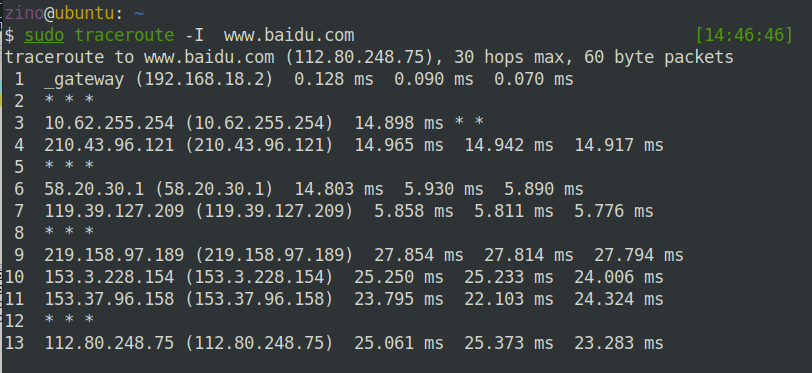 zino@ubuntu: ~
$ sudo traceroute -I  www.baidu.com [14:46:46]
traceroute to www.baidu.com (112.80.248.75), 30 hops max, 60 byte packets
 1  _gateway (192.168.18.2)  0.128 ms  0.090 ms  0.070 ms
 2  * * *
 3  10.62.255.254 (10.62.255.254)  14.898 ms * *
 4  210.43.96.121 (210.43.96.121)  14.965 ms  14.942 ms  14.917 ms
 5  * * *
 6  58.20.30.1 (58.20.30.1)  14.803 ms  5.930 ms  5.890 ms
 7  119.39.127.209 (119.39.127.209)  5.858 ms  5.811 ms  5.776 ms
 8  * * *
 9  219.158.97.189 (219.158.97.189)  27.854 ms  27.814 ms  27.794 ms
10  153.3.228.154 (153.3.228.154)  25.250 ms  25.233 ms  24.006 ms
11  153.37.96.158 (153.37.96.158)  23.795 ms  22.103 ms  24.324 ms
12  * * *
13  112.80.248.75 (112.80.248.75)  25.061 ms  25.373 ms  23.283 ms